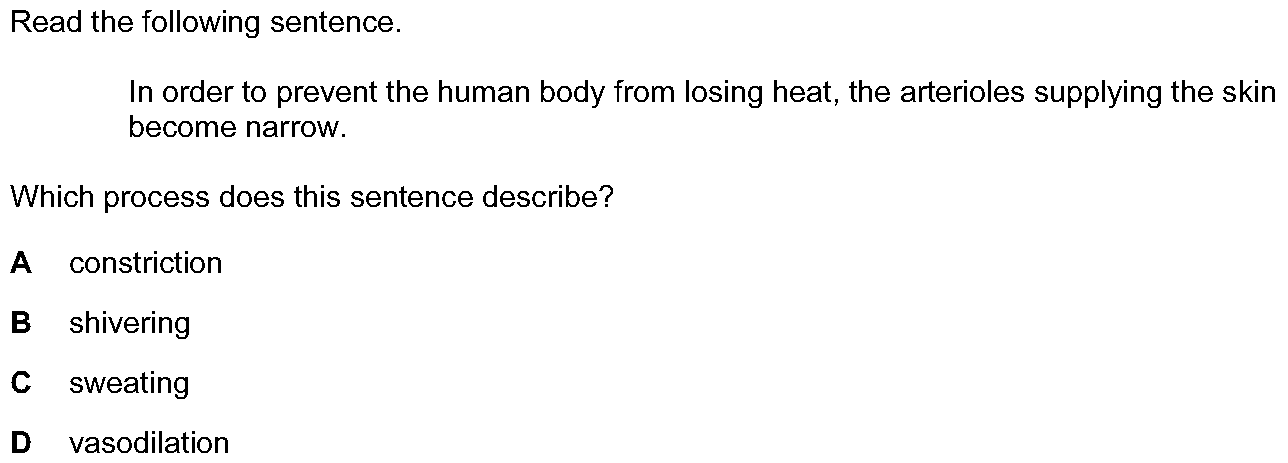 Read the following sentence.
In order to prevent the human body from losing heat, the arterioles supplying the skin
become narrow.
Which process does this sentence describe?
A constriction
B shivering
C sweating
D vasodilation